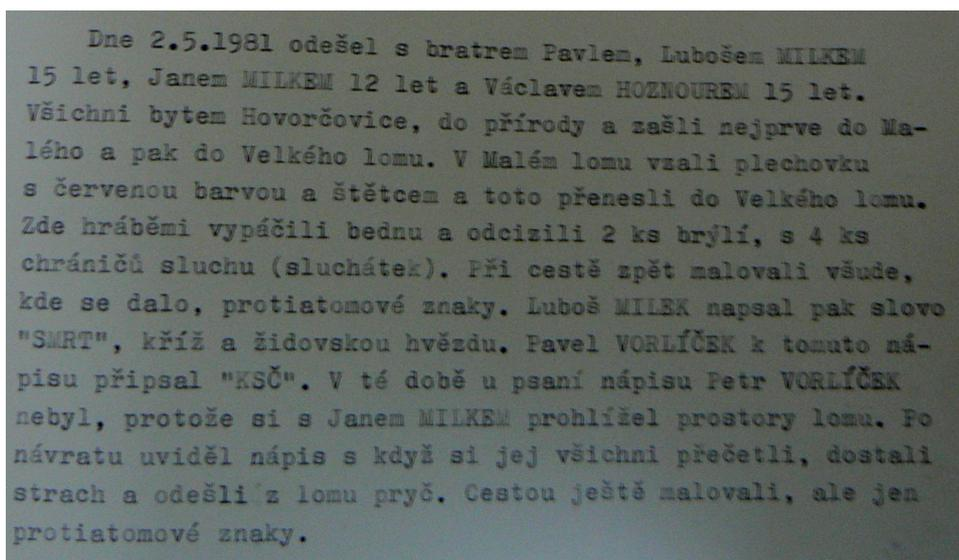 Dne 2.5.1981 odešel s bratrem Pavlem, Lubošem MILKEM
15 let, Janem MILKEM 12 let a Václavem HOZNOUREM 15 let.
Všichni bytem Hovorčovice, do přírody a zašli nejprve do Ma-
lého a pak do Velkého lomu. V Malém lomu vzali plechovku
s červenou barvou a štětcem a toto přenesli do Velkého lomu.
Zde hráběmi vypáčili bednu a odcizili 2 ks brýlí, s 4 ks
chráničů sluchu (sluchátek). Při cestě zpět malovali všude,
kde se dalo, protiatomové znaky. Luboš MILEK napsal pak slovo
"SMRT", kříž a židovskou hvězdu. Pavel VORLÍČEK k tomuto ná-
pisu připsal "KSČ". V té době u psaní nápisu Petr VORLÍČEK
nebyl, protože si s Janem MILKEM prohlížel prostory lomu. Po
návratu uviděl nápis s když si jej všichni přečetli, dostali
strach a odešli z lomu pryč. Cestou ještě malovali, ale jen
protiatomové znaky.